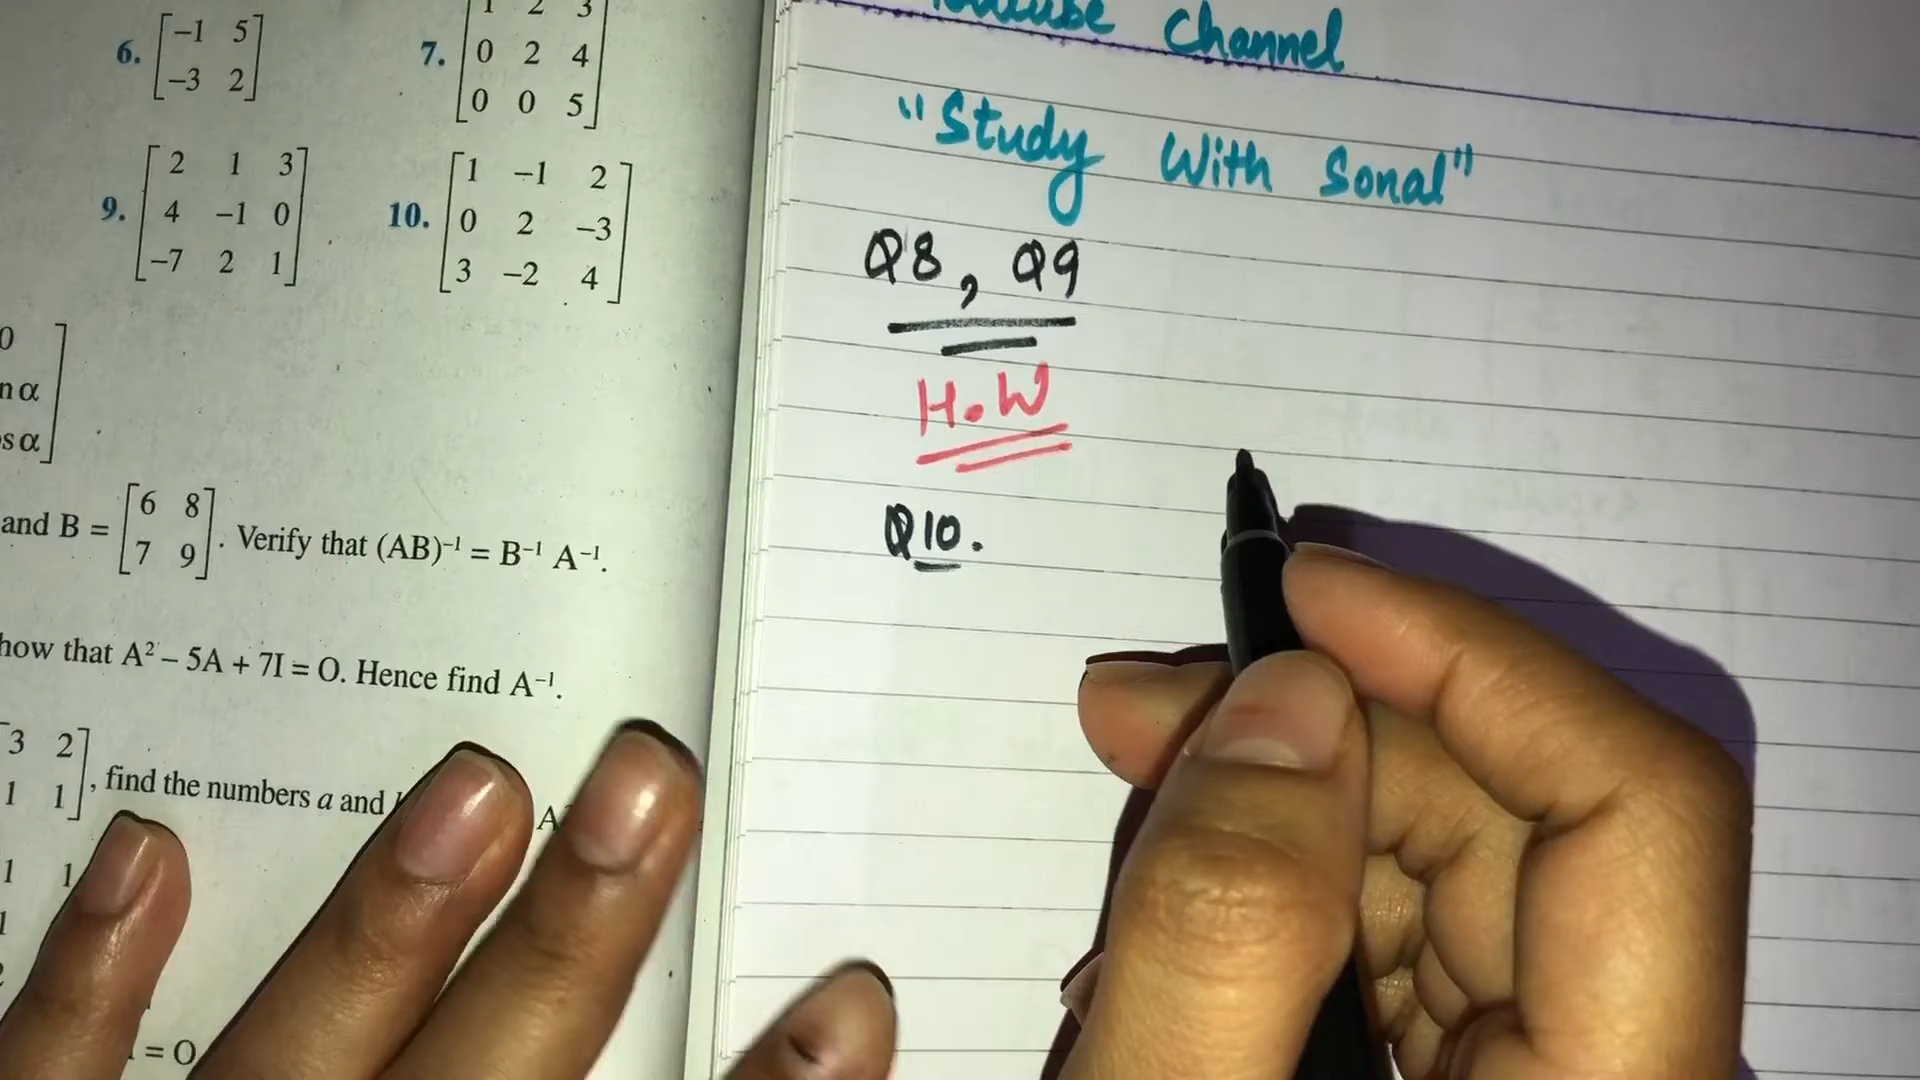 6. [-1 5
-3 2]
7. [1 2 3
0 2 4
0 0 5]
9. [2 1 3
4 -1 0
-7 2 1]
10. [1 -1 2
0 2 -3
3 -2 4]
0
α
α
and B = [6 8
7 9]. Verify that (AB)⁻¹ = B⁻¹ A⁻¹.
how that A² – 5A + 7I = O. Hence find A⁻¹.
[3 2
1 1], find the numbers a and
A
1 1
1
= O
Channel
"Study With Sonal"
Q8, Q9
H.W
Q10.